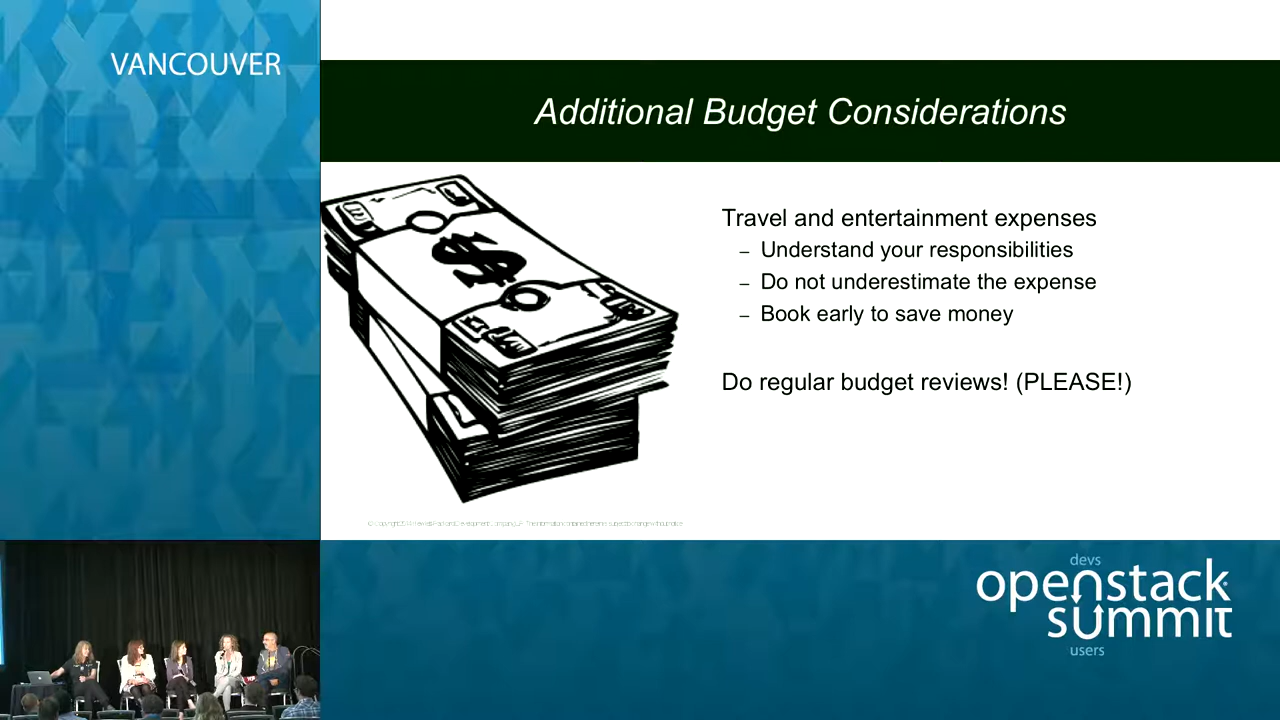 VANCOUVER
Additional Budget Considerations
Travel and entertainment expenses
– Understand your responsibilities
– Do not underestimate the expense
– Book early to save money
Do regular budget reviews! (PLEASE!)
devs
openstack
summit
users